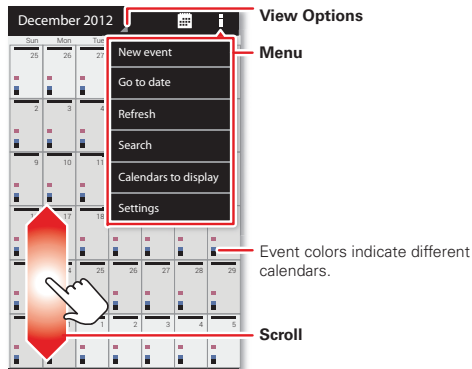 December 2012
View Options
Sun Mon Tue
Menu
25 26 27
New event
Go to date
2 3 4
Refresh
Search
9 10 11
Calendars to display
Settings
17 18
Event colors indicate different
calendars.
25 26 27 28 29
1 1 2 3 4 5
Scroll